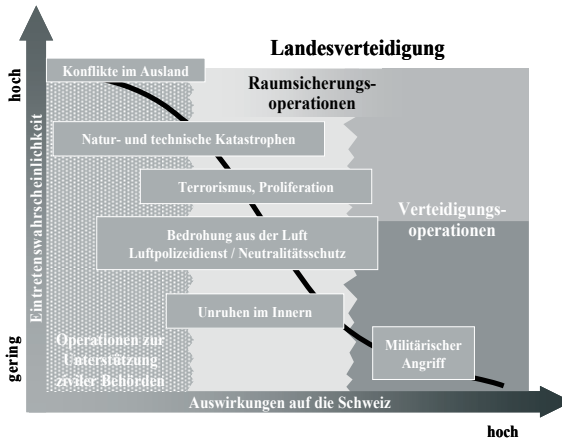 Landesverteidigung
hoch
Konflikte im Ausland
Raumsicherungs-
operationen
Natur- und technische Katastrophen
Eintretenswahrscheinlichkeit
Terrorismus, Proliferation
Verteidigungs-
operationen
Bedrohung aus der Luft
Luftpolizeidienst / Neutralitätsschutz
Unruhen im Innern
gering
Operationen zur
Unterstützung
ziviler Behörden
Militärischer
Angriff
Auswirkungen auf die Schweiz
hoch